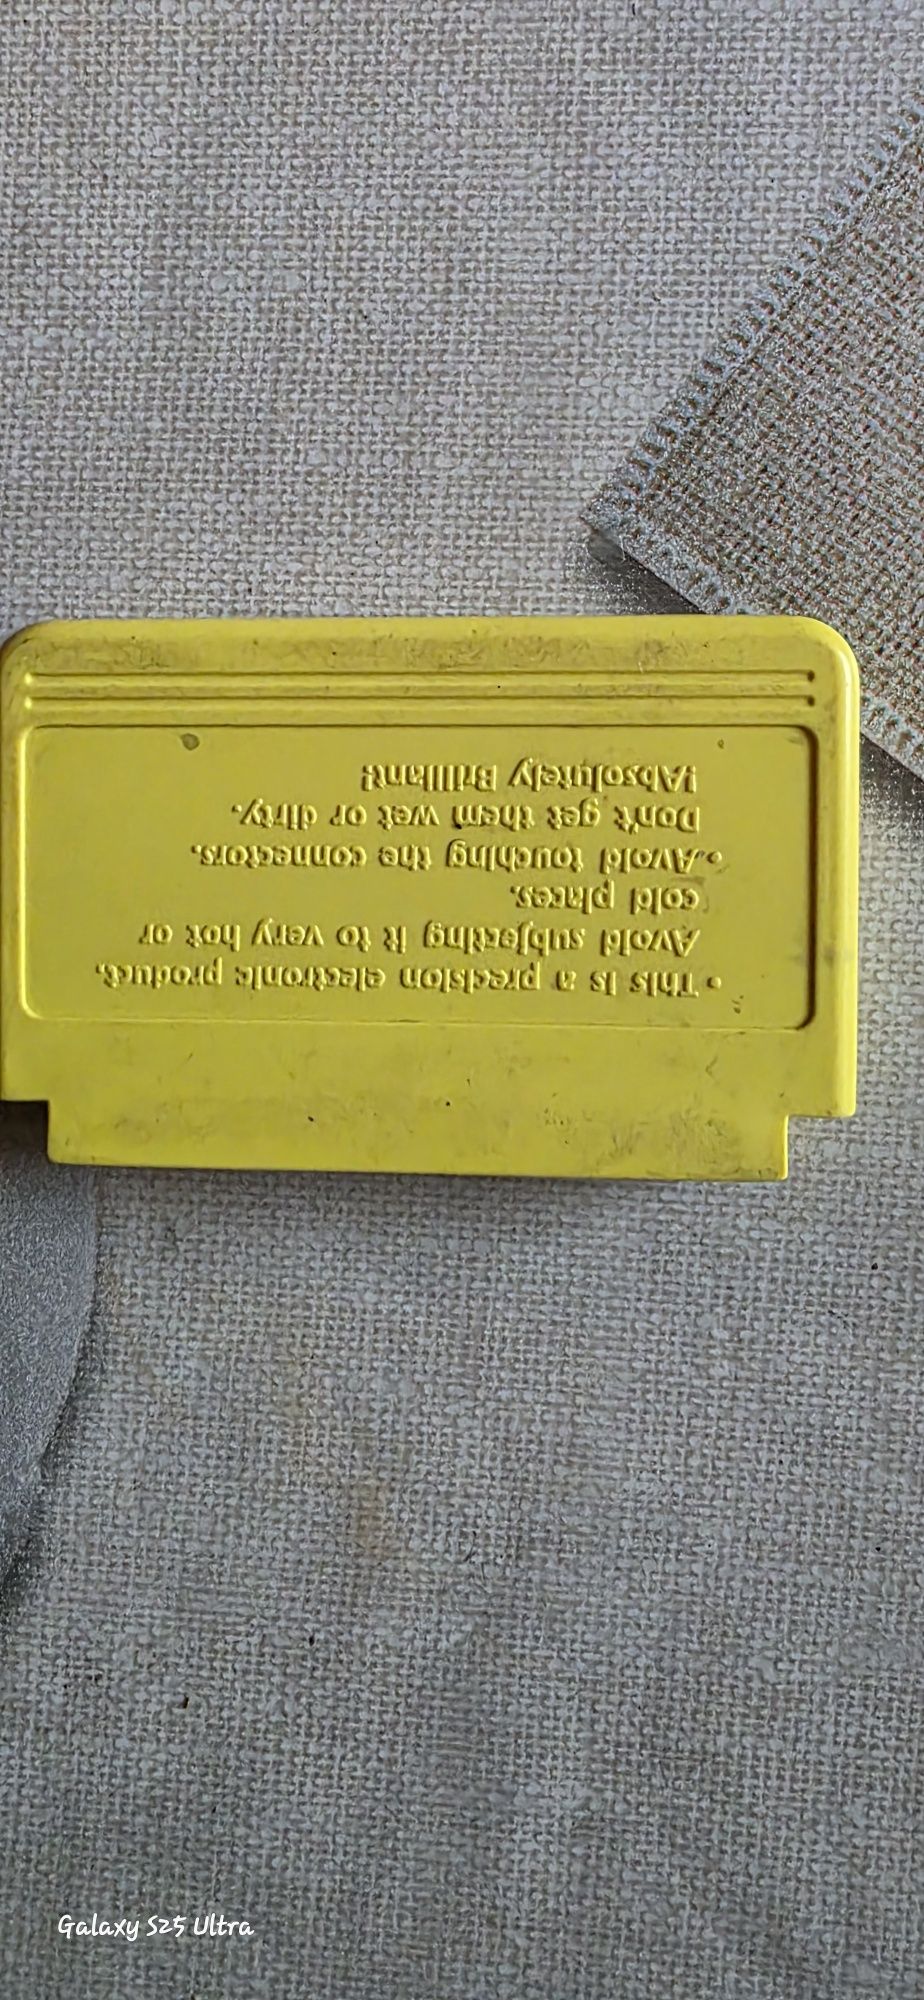 • This is a precision electronic product,
Avoid subjecting it to very hot or
cold places.
• Avoid touching the connectors.
Don't get them wet or dirty.
!Absolutely Brilliant!
Galaxy S25 Ultra